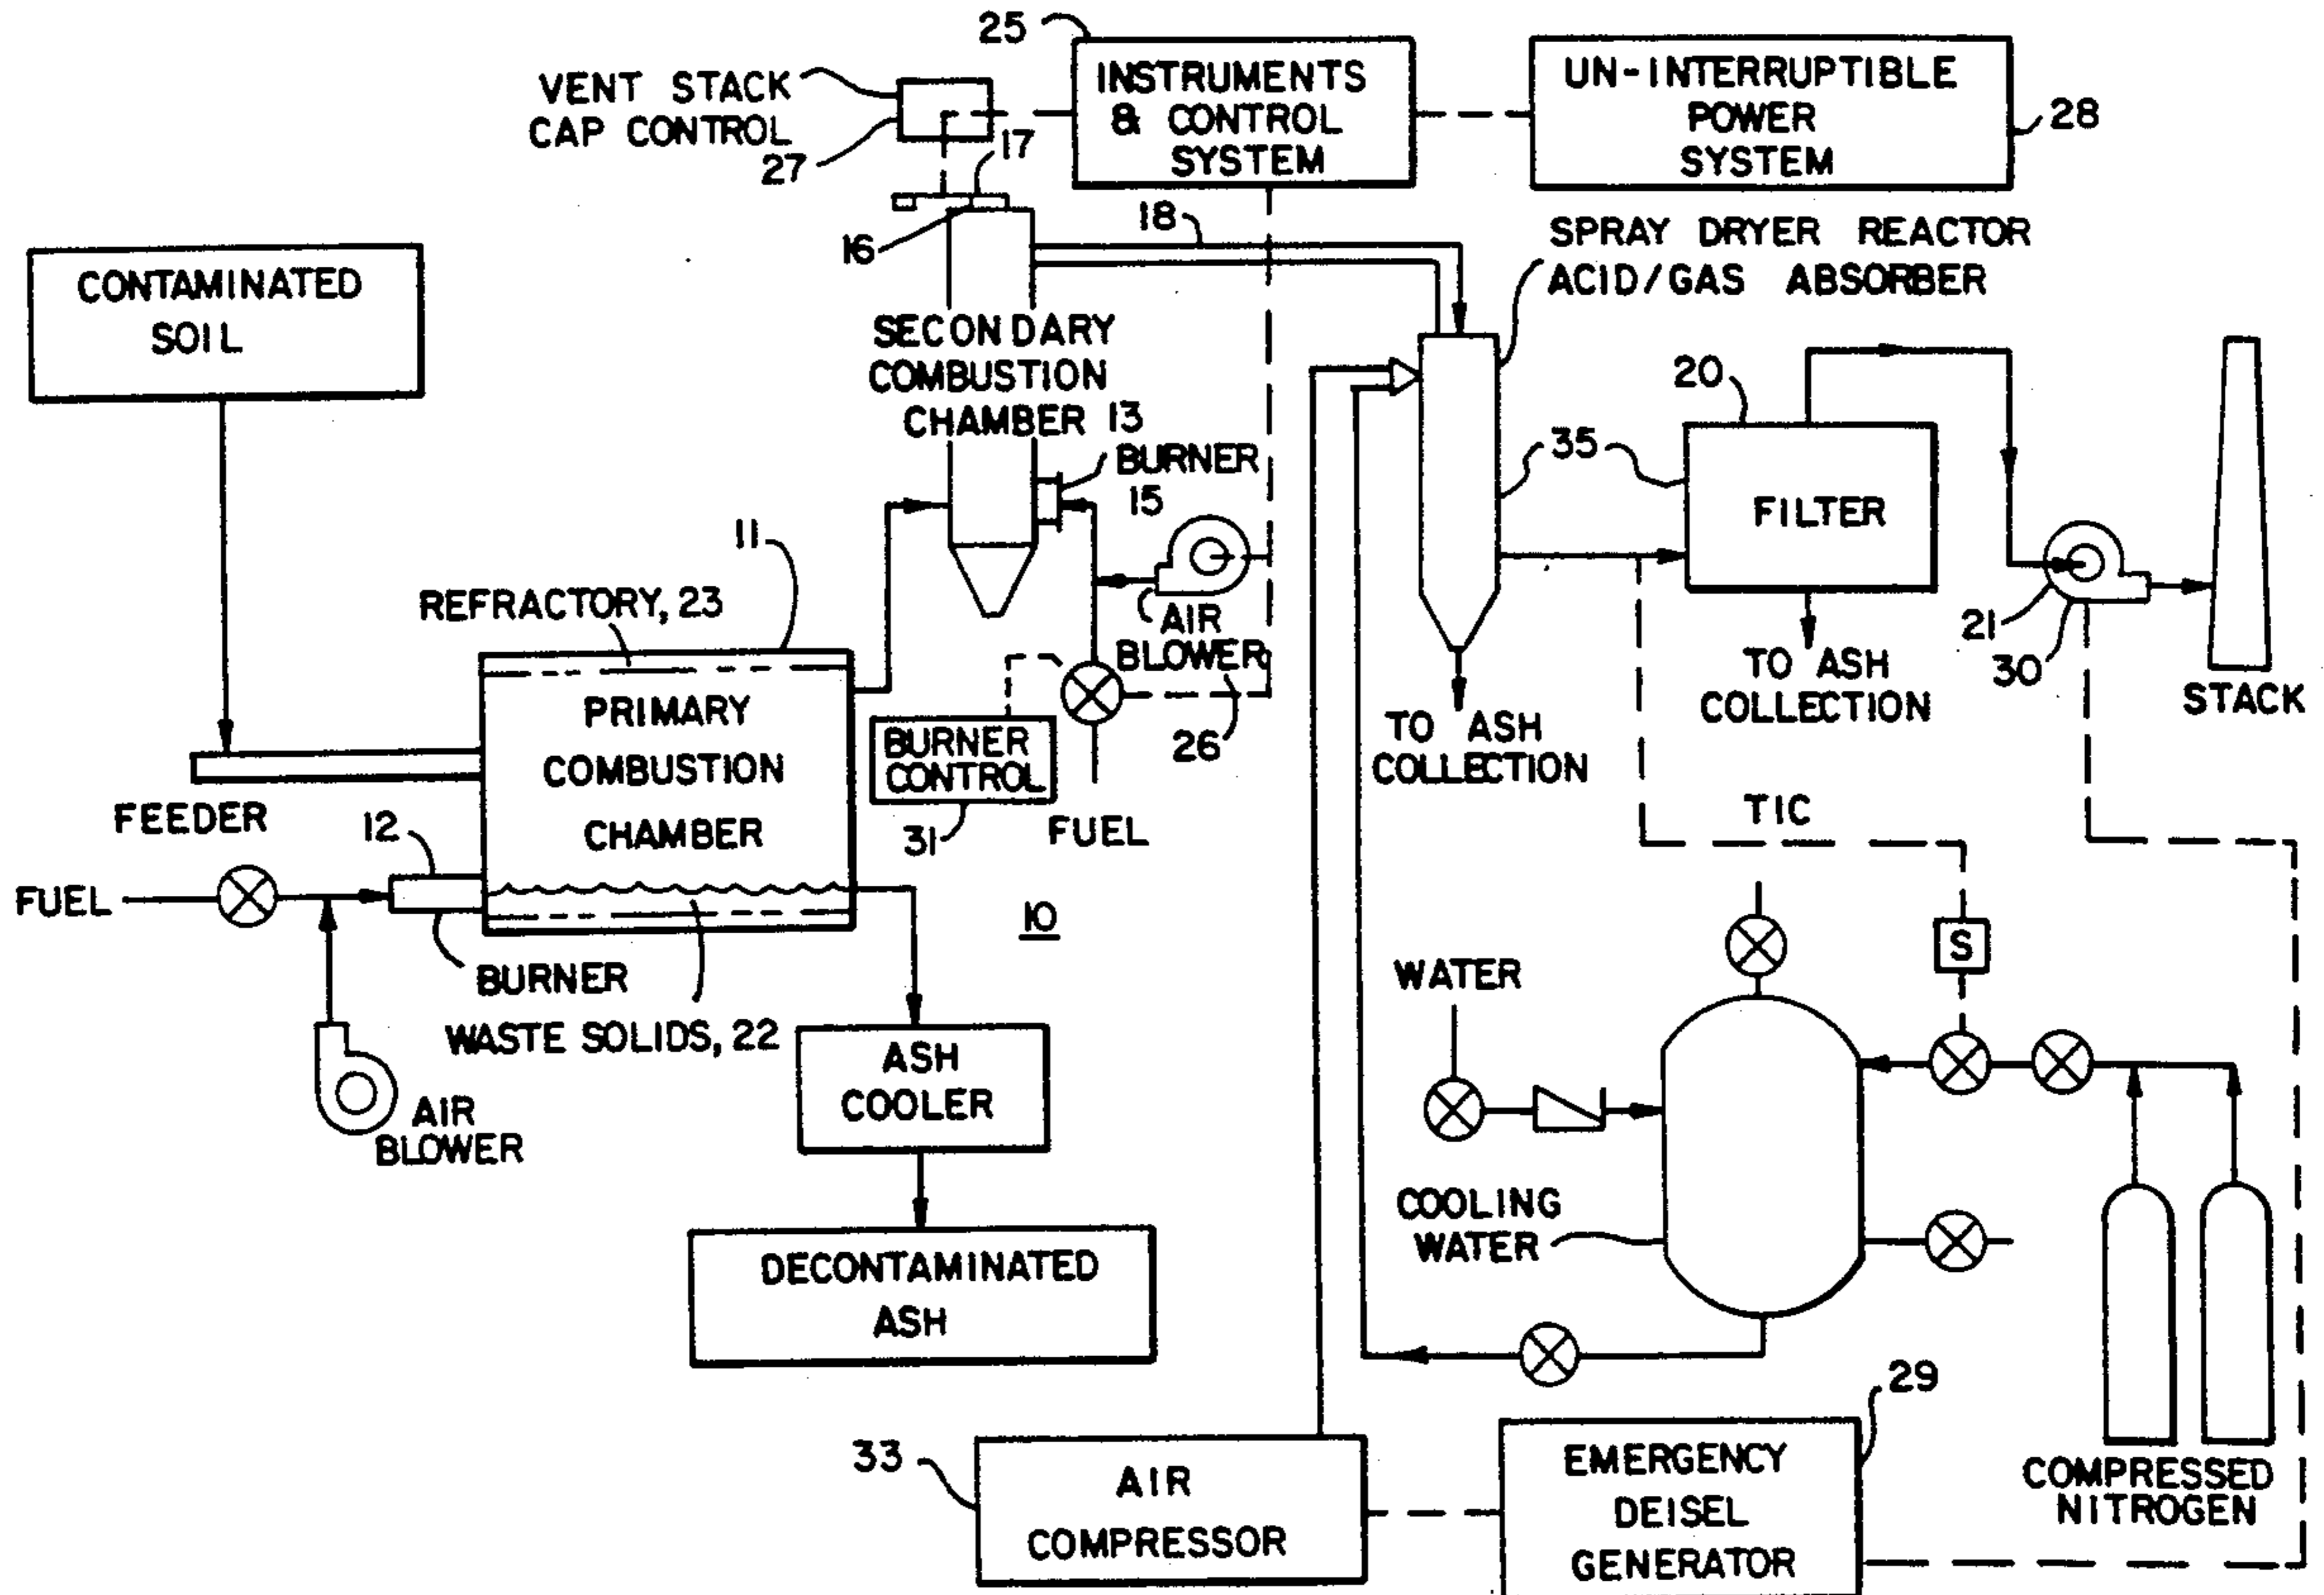 25
INSTRUMENTS
& CONTROL
SYSTEM
UN-INTERRUPTIBLE
POWER
SYSTEM
28
VENT STACK
CAP CONTROL
27
17
16
18
SPRAY DRYER REACTOR
ACID/GAS ABSORBER
CONTAMINATED
SOIL
SECONDARY
COMBUSTION
CHAMBER 13
BURNER
15
20
35
FILTER
11
REFRACTORY, 23
AIR
BLOWER
26
21
30
TO ASH
COLLECTION
STACK
PRIMARY
COMBUSTION
CHAMBER
BURNER
CONTROL
31
FUEL
TO ASH
COLLECTION
FEEDER
12
FUEL
BURNER
WASTE SOLIDS, 22
10
TIC
S
WATER
AIR
BLOWER
ASH
COOLER
COOLING
WATER
DECONTAMINATED
ASH
COMPRESSED
NITROGEN
33
AIR
COMPRESSOR
29
EMERGENCY
DEISEL
GENERATOR